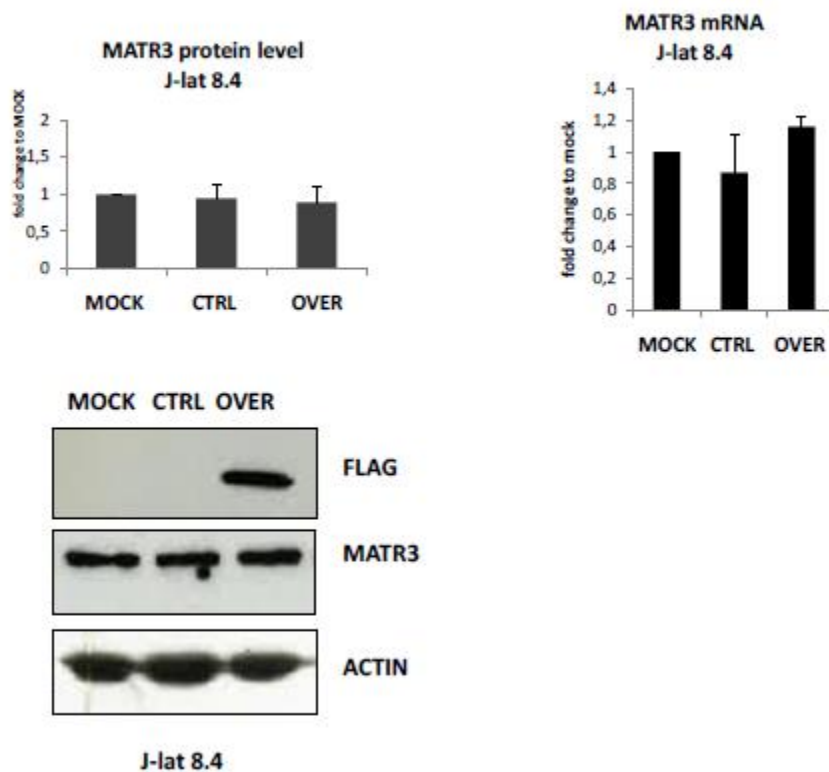 MATR3 protein level
J-lat 8.4
fold change to MOCK
2
1,5
1
0,5
0
MOCK CTRL OVER
MATR3 mRNA
J-lat 8.4
fold change to mock
1,4
1,2
1
0,8
0,6
0,4
0,2
0
MOCK CTRL OVER
MOCK CTRL OVER
FLAG
MATR3
ACTIN
J-lat 8.4